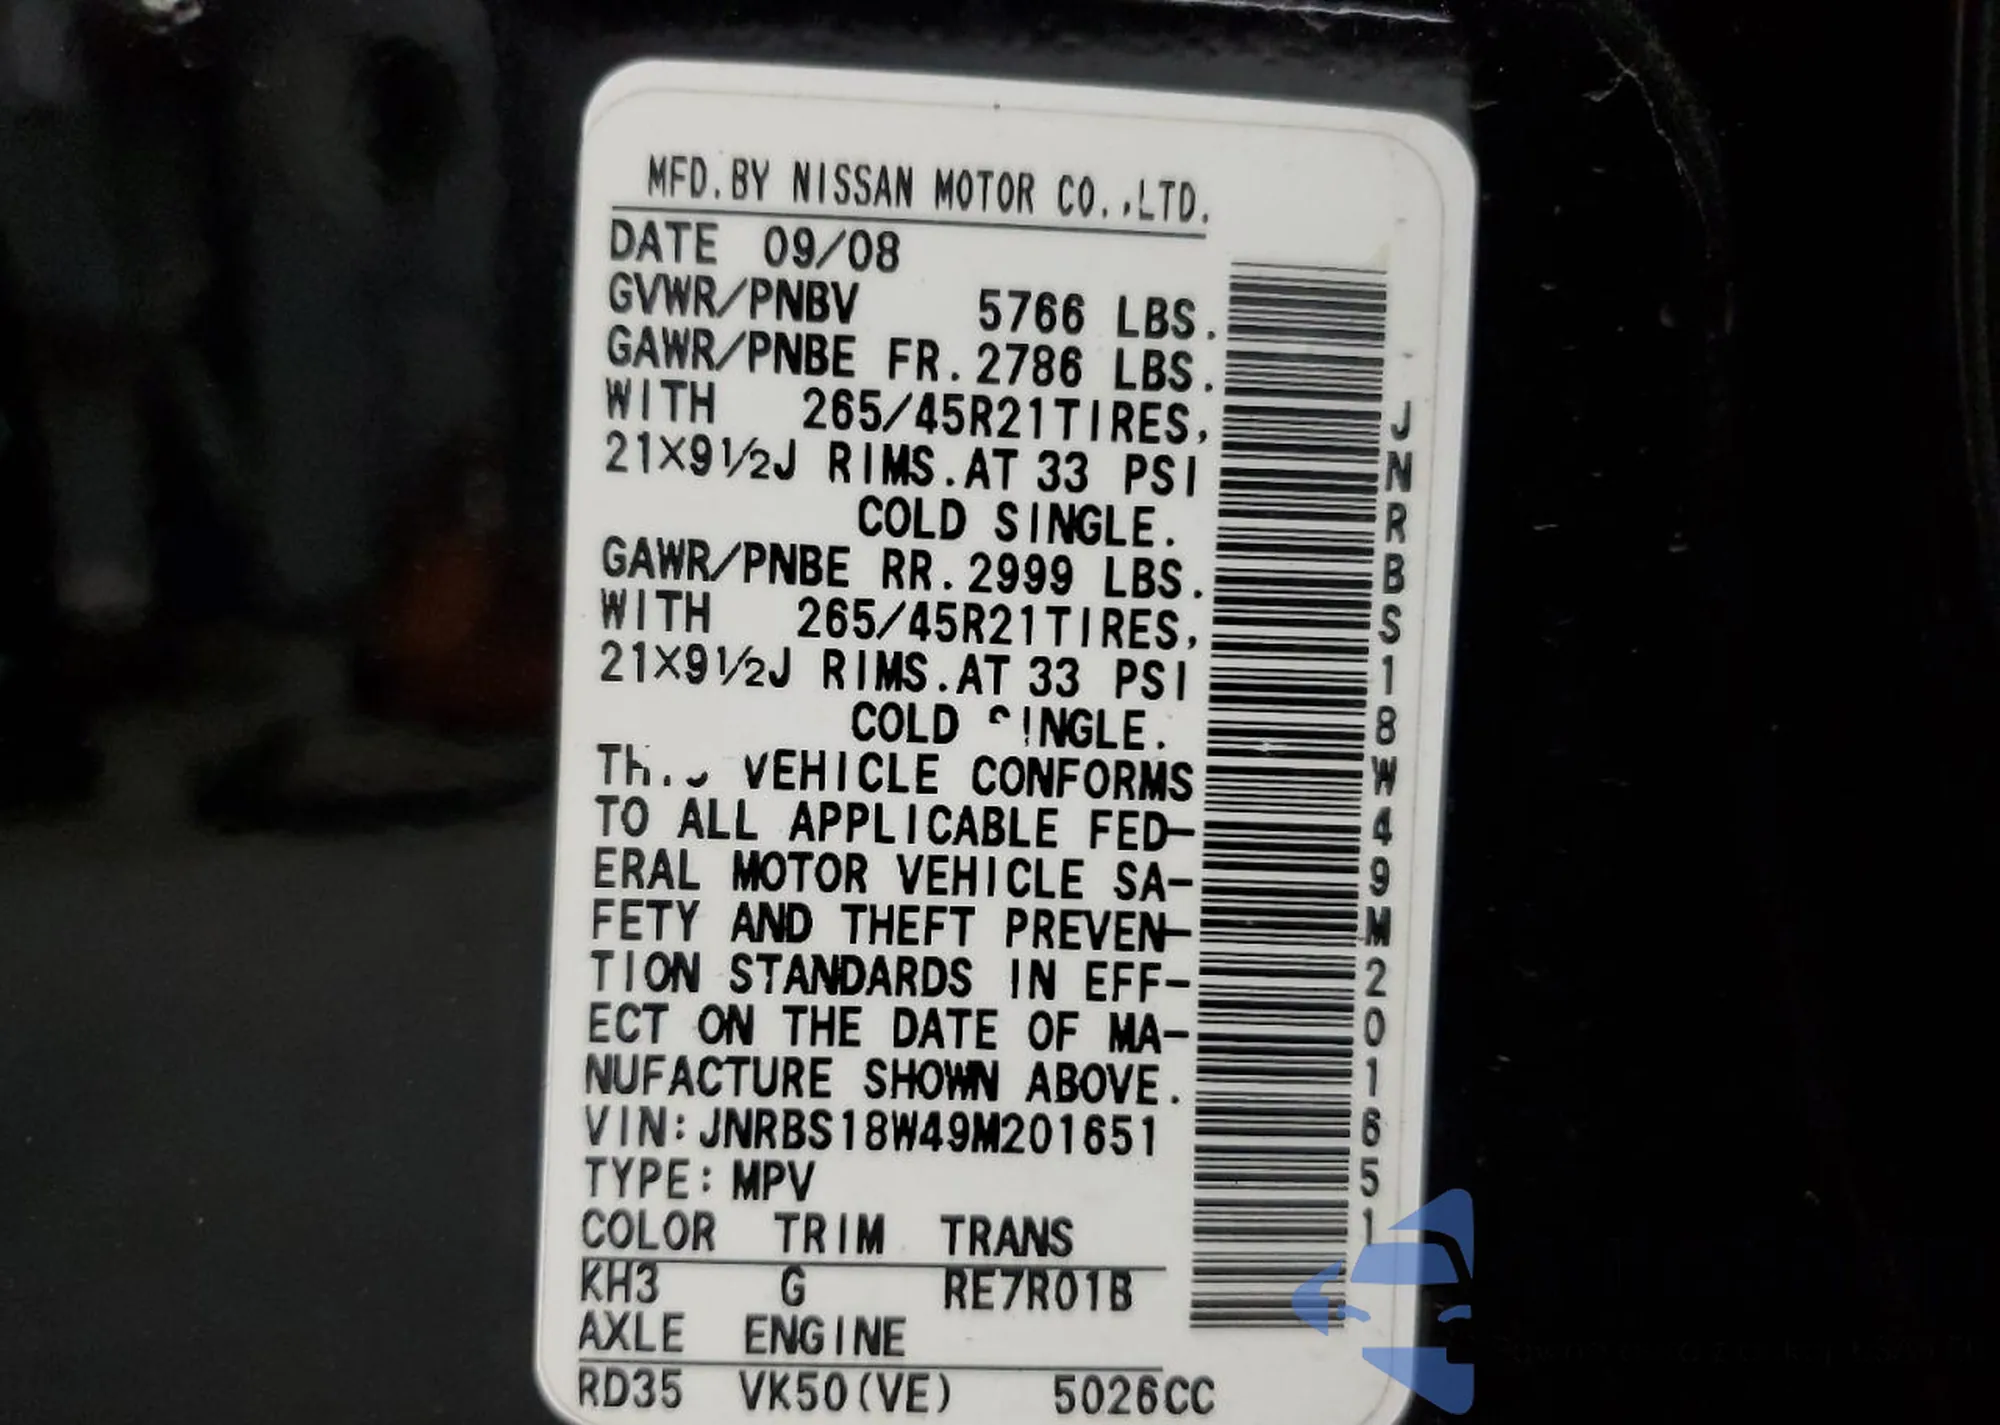 MFD.BY NISSAN MOTOR CO.,LTD.
DATE 09/08
GVWR/PNBV 5766 LBS.
GAWR/PNBE FR.2786 LBS.
WITH 265/45R21TIRES,
21X9½J RIMS.AT 33 PSI
COLD SINGLE.
GAWR/PNBE RR.2999 LBS.
WITH 265/45R21TIRES,
21X9½J RIMS.AT 33 PSI
COLD SINGLE.
THIS VEHICLE CONFORMS
TO ALL APPLICABLE FED-
ERAL MOTOR VEHICLE SA-
FETY AND THEFT PREVEN-
TION STANDARDS IN EFF-
ECT ON THE DATE OF MA-
NUFACTURE SHOWN ABOVE.
VIN:JNRBS18W49M201651
TYPE:MPV
COLOR TRIM TRANS
KH3 G RE7R01B
AXLE ENGINE
RD35 VK50(VE) 5026CC
JNRBS18W49M201651